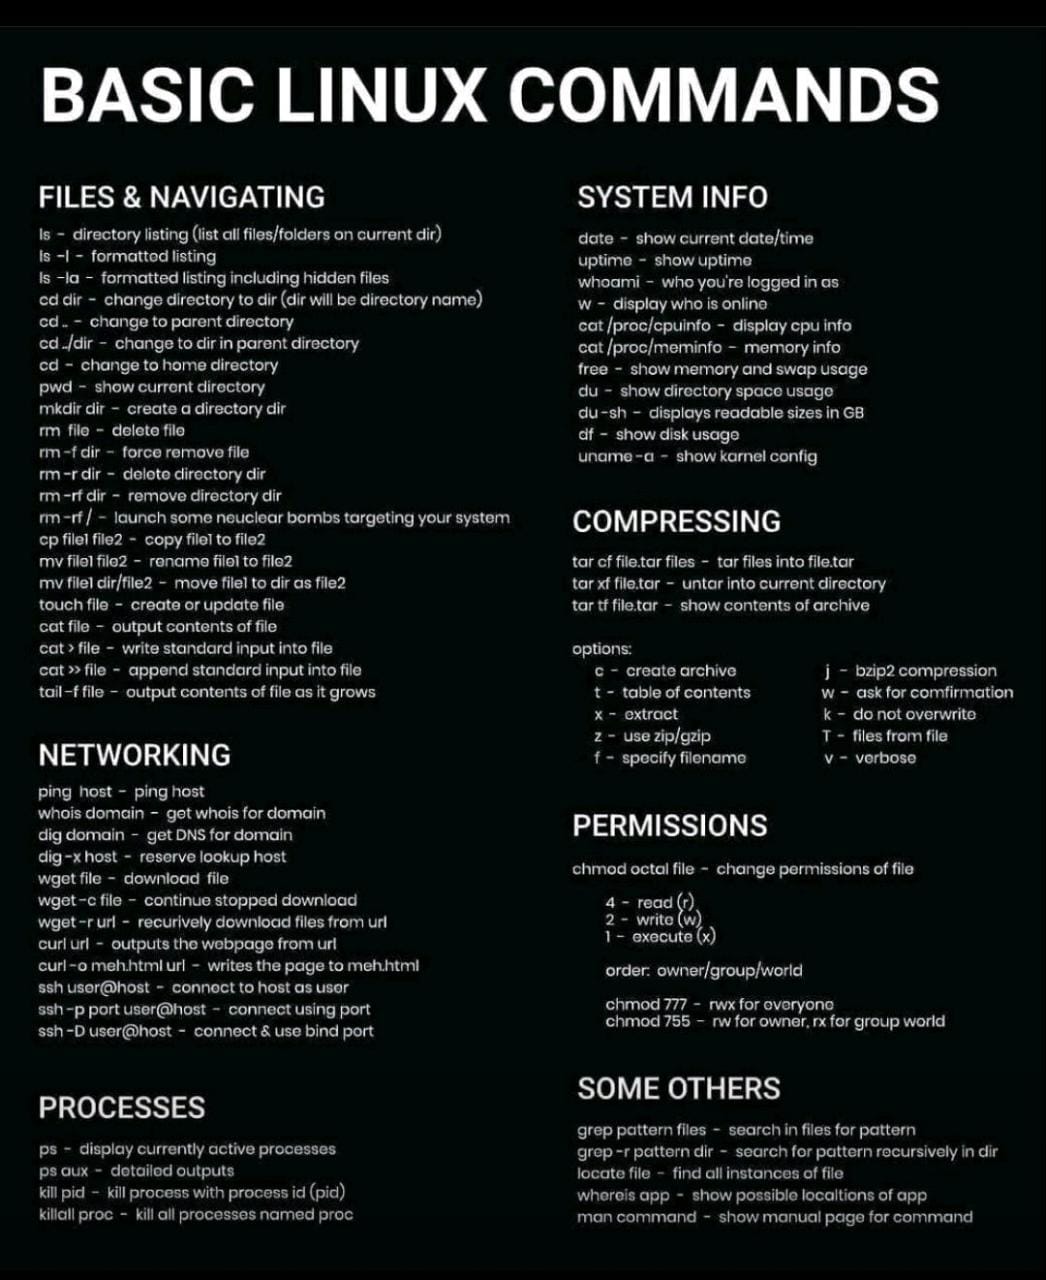 BASIC LINUX COMMANDS
FILES & NAVIGATING
ls - directory listing (list all files/folders on current dir)
ls -l - formatted listing
ls -la - formatted listing including hidden files
cd dir - change directory to dir (dir will be directory name)
cd .. - change to parent directory
cd ../dir - change to dir in parent directory
cd - change to home directory
pwd - show current directory
mkdir dir - create a directory dir
rm file - delete file
rm -f dir - force remove file
rm -r dir - delete directory dir
rm -rf dir - remove directory dir
rm -rf / - launch some neuclear bombs targeting your system
cp file1 file2 - copy file1 to file2
mv file1 file2 - rename file1 to file2
mv file1 dir/file2 - move file1 to dir as file2
touch file - create or update file
cat file - output contents of file
cat > file - write standard input into file
cat >> file - append standard input into file
tail -f file - output contents of file as it grows
NETWORKING
ping host - ping host
whois domain - get whois for domain
dig domain - get DNS for domain
dig -x host - reserve lookup host
wget file - download file
wget -c file - continue stopped download
wget -r url - recurively download files from url
curl url - outputs the webpage from url
curl -o meh.html url - writes the page to meh.html
ssh user@host - connect to host as user
ssh -p port user@host - connect using port
ssh -D user@host - connect & use bind port
PROCESSES
ps - display currently active processes
ps aux - detailed outputs
kill pid - kill process with process id (pid)
killall proc - kill all processes named proc
SYSTEM INFO
date - show current date/time
uptime - show uptime
whoami - who you're logged in as
w - display who is online
cat /proc/cpuinfo - display cpu info
cat /proc/meminfo - memory info
free - show memory and swap usage
du - show directory space usage
du -sh - displays readable sizes in GB
df - show disk usage
uname -a - show karnel config
COMPRESSING
tar cf file.tar files - tar files into file.tar
tar xf file.tar - untar into current directory
tar tf file.tar - show contents of archive
options:
c - create archive
t - table of contents
x - extract
z - use zip/gzip
f - specify filename
j - bzip2 compression
w - ask for comfirmation
k - do not overwrite
T - files from file
v - verbose
PERMISSIONS
chmod octal file - change permissions of file
4 - read (r)
2 - write (w)
1 - execute (x)
order: owner/group/world
chmod 777 - rwx for everyone
chmod 755 - rw for owner, rx for group world
SOME OTHERS
grep pattern files - search in files for pattern
grep -r pattern dir - search for pattern recursively in dir
locate file - find all instances of file
whereis app - show possible localtions of app
man command - show manual page for command